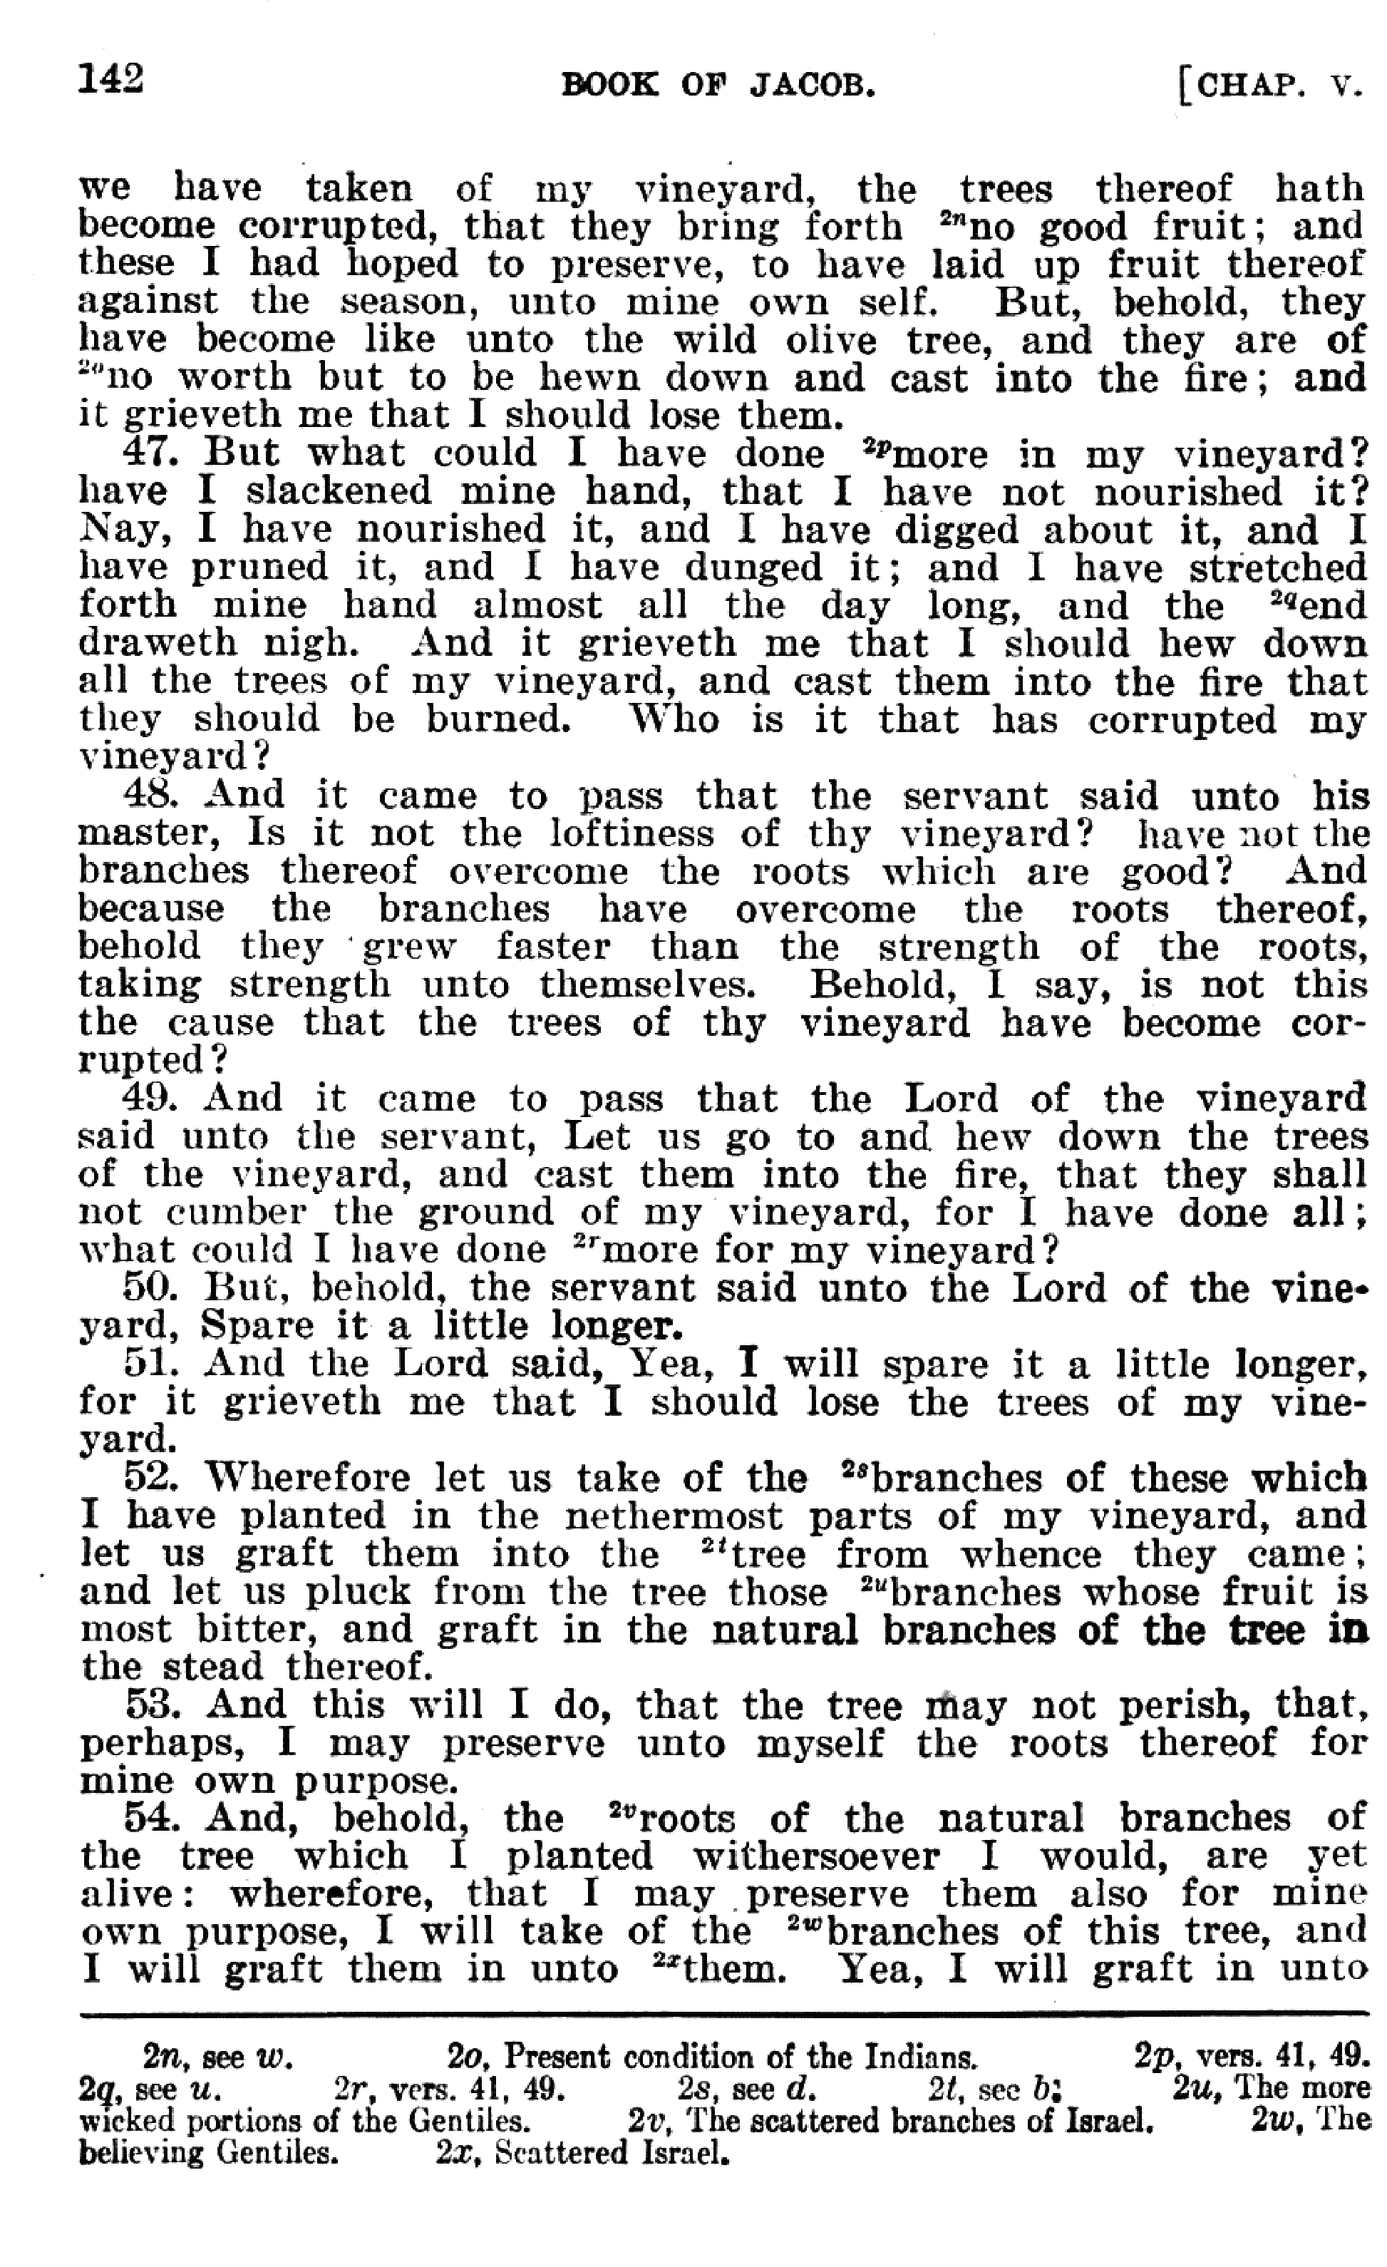 142 BOOK OF JACOB. [CHAP. V.
we have taken of my vineyard, the trees thereof hath
become corrupted, that they bring forth 2nno good fruit; and
these I had hoped to preserve, to have laid up fruit thereof
against the season, unto mine own self. But, behold, they
have become like unto the wild olive tree, and they are of
2ono worth but to be hewn down and cast into the fire; and
it grieveth me that I should lose them.
47. But what could I have done 2pmore in my vineyard?
have I slackened mine hand, that I have not nourished it?
Nay, I have nourished it, and I have digged about it, and I
have pruned it, and I have dunged it; and I have stretched
forth mine hand almost all the day long, and the 2qend
draweth nigh. And it grieveth me that I should hew down
all the trees of my vineyard, and cast them into the fire that
they should be burned. Who is it that has corrupted my
vineyard?
48. And it came to pass that the servant said unto his
master, Is it not the loftiness of thy vineyard? have not the
branches thereof overcome the roots which are good? And
because the branches have overcome the roots thereof,
behold they grew faster than the strength of the roots,
taking strength unto themselves. Behold, I say, is not this
the cause that the trees of thy vineyard have become cor-
rupted?
49. And it came to pass that the Lord of the vineyard
said unto the servant, Let us go to and hew down the trees
of the vineyard, and cast them into the fire, that they shall
not cumber the ground of my vineyard, for I have done all;
what could I have done 2rmore for my vineyard?
50. But, behold, the servant said unto the Lord of the vine-
yard, Spare it a little longer.
51. And the Lord said, Yea, I will spare it a little longer,
for it grieveth me that I should lose the trees of my vine-
yard.
52. Wherefore let us take of the 2sbranches of these which
I have planted in the nethermost parts of my vineyard, and
let us graft them into the 2ttree from whence they came;
and let us pluck from the tree those 2ubranches whose fruit is
most bitter, and graft in the natural branches of the tree in
the stead thereof.
53. And this will I do, that the tree may not perish, that,
perhaps, I may preserve unto myself the roots thereof for
mine own purpose.
54. And, behold, the 2vroots of the natural branches of
the tree which I planted withersoever I would, are yet
alive: wherefore, that I may preserve them also for mine
own purpose, I will take of the 2wbranches of this tree, and
I will graft them in unto 2xthem. Yea, I will graft in unto
2n, see w. 2o, Present condition of the Indians. 2p, vers. 41, 49.
2q, see u. 2r, vers. 41, 49. 2s, see d. 2t, see b; 2u, The more
wicked portions of the Gentiles. 2v, The scattered branches of Israel. 2w, The
believing Gentiles. 2x, Scattered Israel.